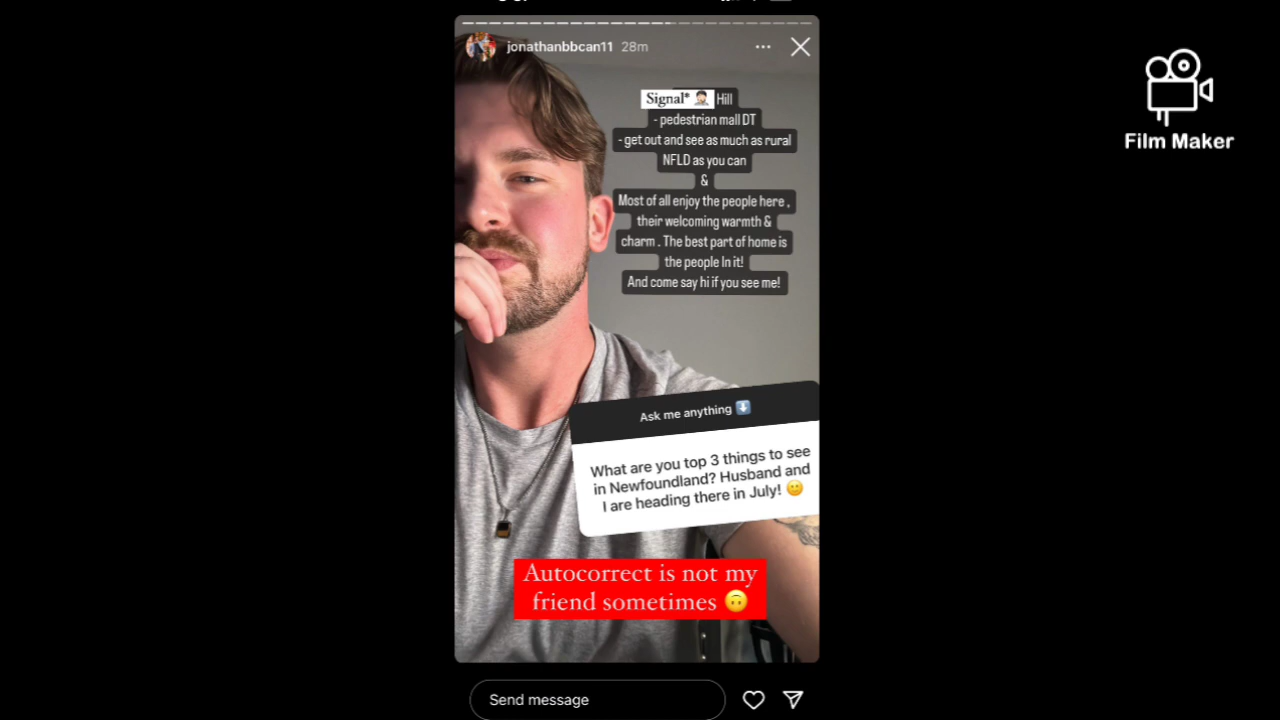 jonathanbbcan11 28m
Signal* Hill
- pedestrian mall DT
- get out and see as much as rural
NFLD as you can
&
Most of all enjoy the people here ,
their welcoming warmth &
charm . The best part of home is
the people In it!
And come say hi if you see me!
Ask me anything ⬇️
What are you top 3 things to see
in Newfoundland? Husband and
I are heading there in July! 🙂
Autocorrect is not my
friend sometimes 🙃
Send message
Film Maker